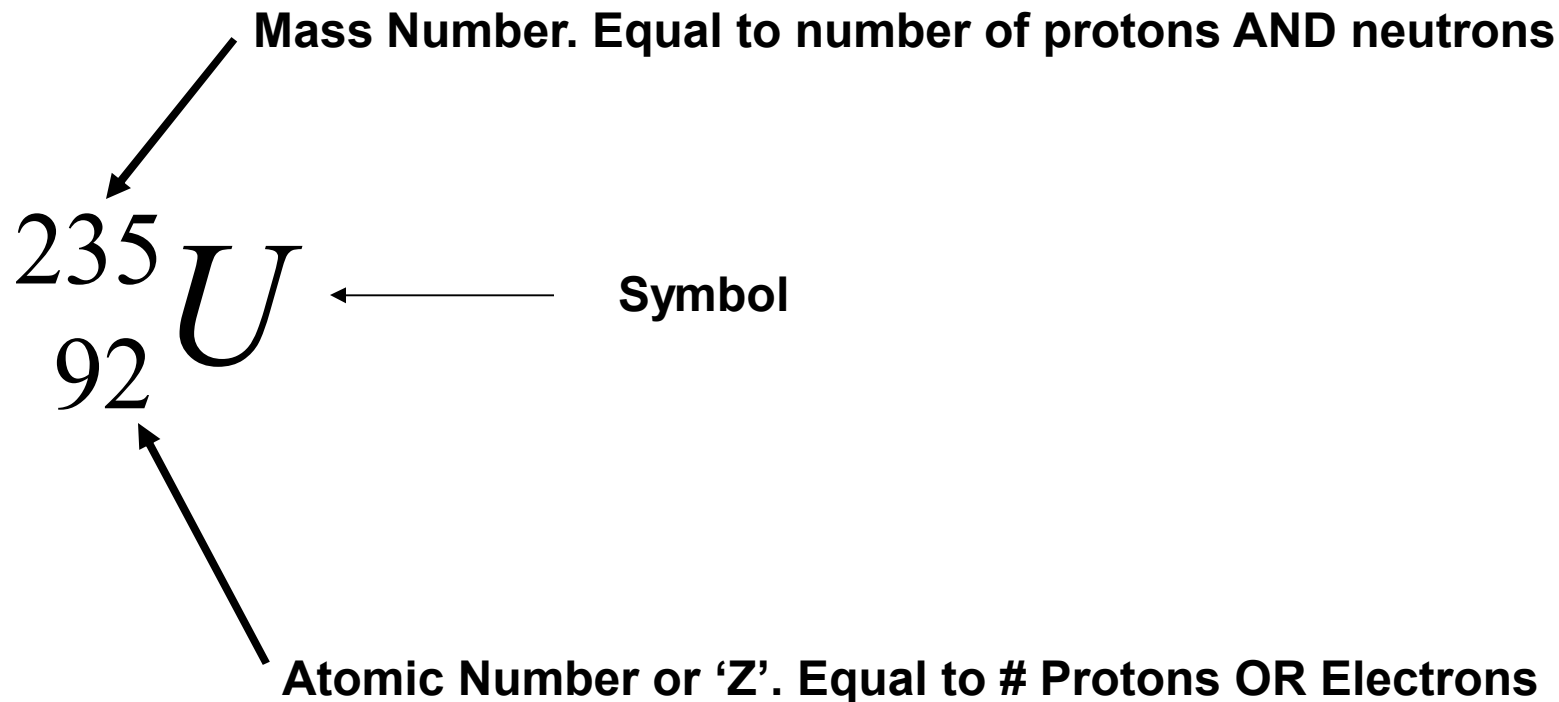 Mass Number. Equal to number of protons AND neutrons
235
U
Symbol
92
Atomic Number or ‘Z’. Equal to # Protons OR Electrons